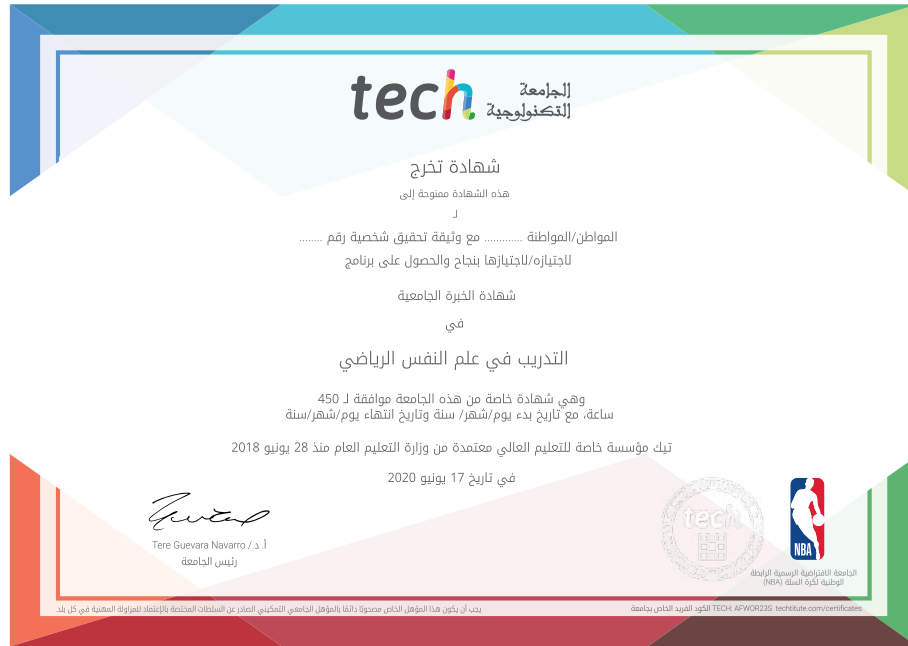 tech الجامعة
التكنولوجية
شهادة تخرج
هذه الشهادة ممنوحة إلى
لـ
المواطن/المواطنة ............ مع وثيقة تحقيق شخصية رقم ........
لاجتيازه/لاجتيازها بنجاح والحصول على برنامج
شهادة الخبرة الجامعية
في
التدريب في علم النفس الرياضي
وهي شهادة خاصة من هذه الجامعة موافقة لـ 450
ساعة، مع تاريخ بدء يوم/شهر/ سنة وتاريخ انتهاء يوم/شهر/سنة
تيك مؤسسة خاصة للتعليم العالي معتمدة من وزارة التعليم العام منذ 28 يونيو 2018
في تاريخ 17 يونيو 2020
tech
NBA
أ. د./ Tere Guevara Navarro
رئيس الجامعة
الجامعة الافتراضية الرسمية الرابطة
الوطنية لكرة السلة (NBA)
يجب أن يكون هذا المؤهل الخاص مصحوبًا دائمًا بالمؤهل الجامعي التمكيني الصادر عن السلطات المختصة بالإعتماد للمزاولة المهنية في كل بلد.
الكود الفريد الخاص بجامعة TECH: AFWOR23S techtitute.com/certificates